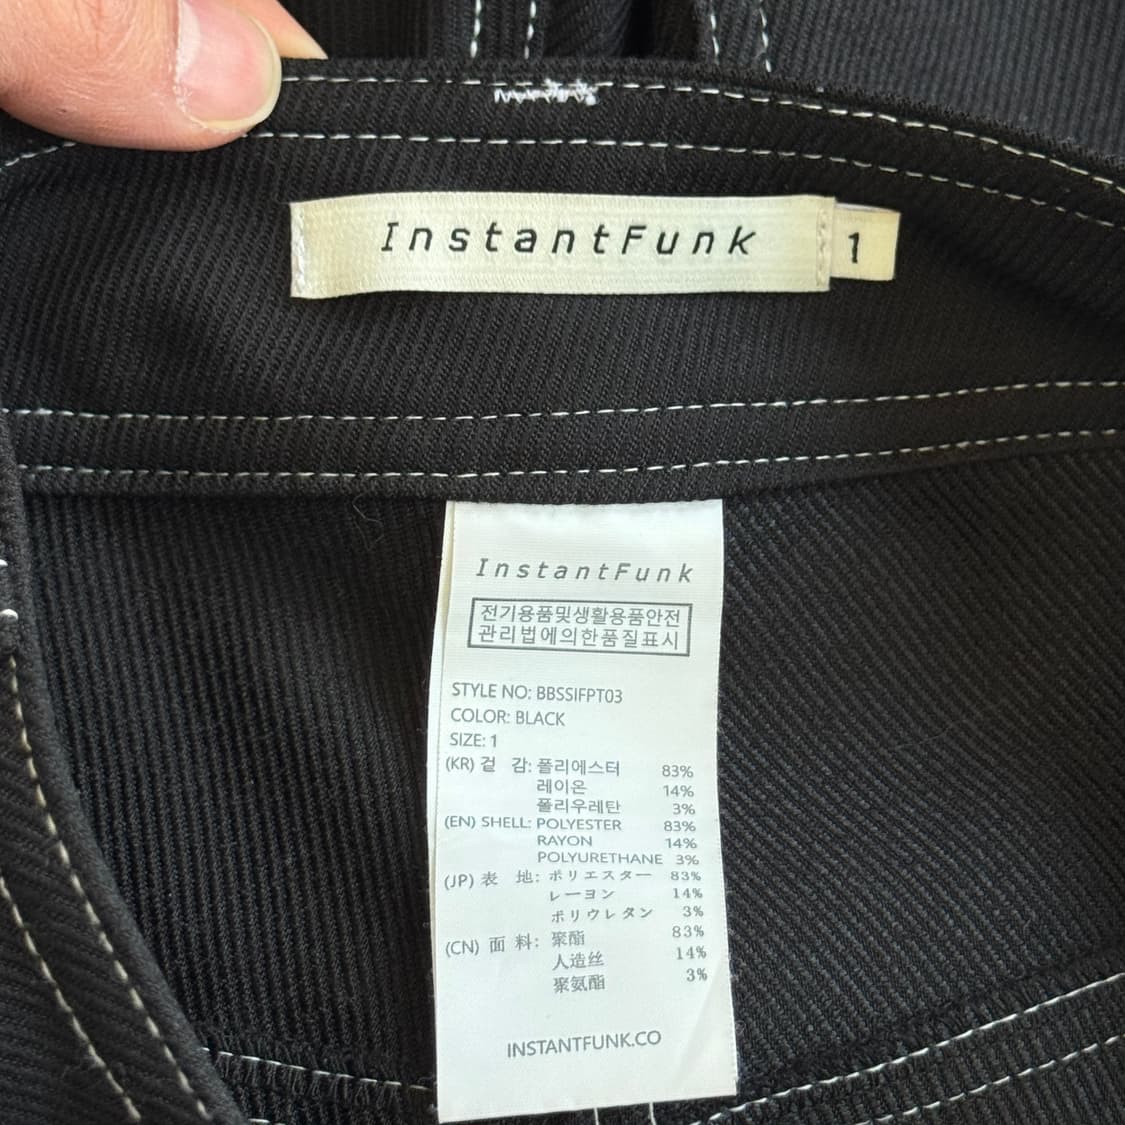 InstantFunk
1
InstantFunk
전기용품및생활용품안전
관리법에의한품질표시
STYLE NO: BBSSIFPT03
COLOR: BLACK
SIZE: 1
(KR) 겉 감: 폴리에스터 83%
레이온 14%
폴리우레탄 3%
(EN) SHELL: POLYESTER 83%
RAYON 14%
POLYURETHANE 3%
(JP) 表 地: ポリエスター 83%
レーヨン 14%
ポリウレタン 3%
(CN) 面 料: 聚酯 83%
人造丝 14%
聚氨酯 3%
INSTANTFUNK.CO